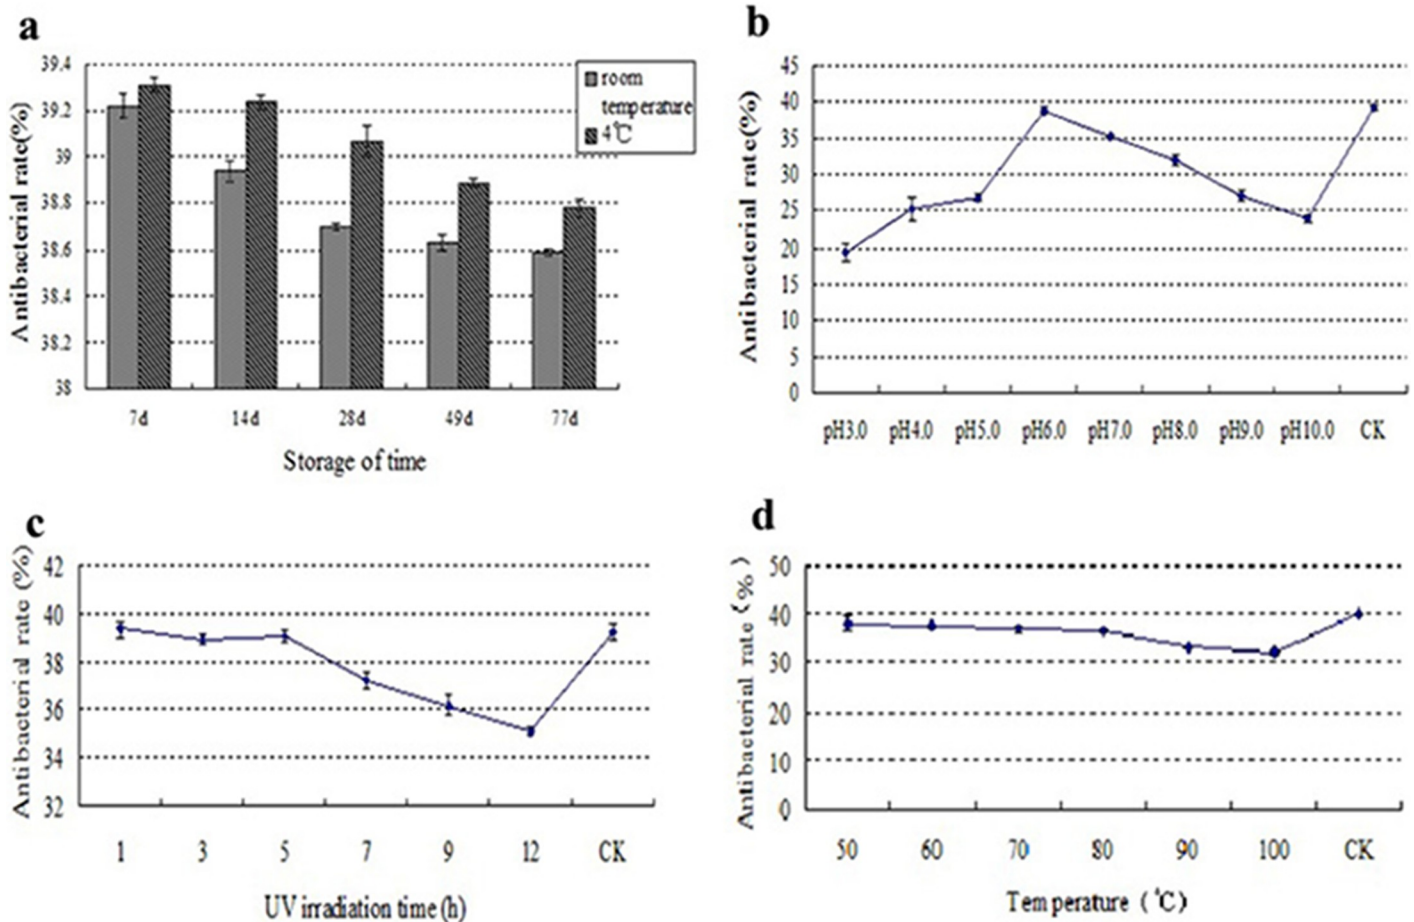 a
39.4
39.2
39
38.8
38.6
38.4
38.2
38
Antibacterial rate(%)
7d 14d 28d 49d 77d
Storage of time
room
temperature
4℃
b
45
40
35
30
25
20
15
10
5
0
Antibacterial rate(%)
pH3.0 pH4.0 pH5.0 pH6.0 pH7.0 pH8.0 pH9.0 pH10.0 CK
c
42
40
38
36
34
32
Antibacterial rate (%)
1 3 5 7 9 12 CK
UV irradiation time (h)
d
50
40
30
20
10
0
Antibacterial rate (%)
50 60 70 80 90 100 CK
Temperature (℃)